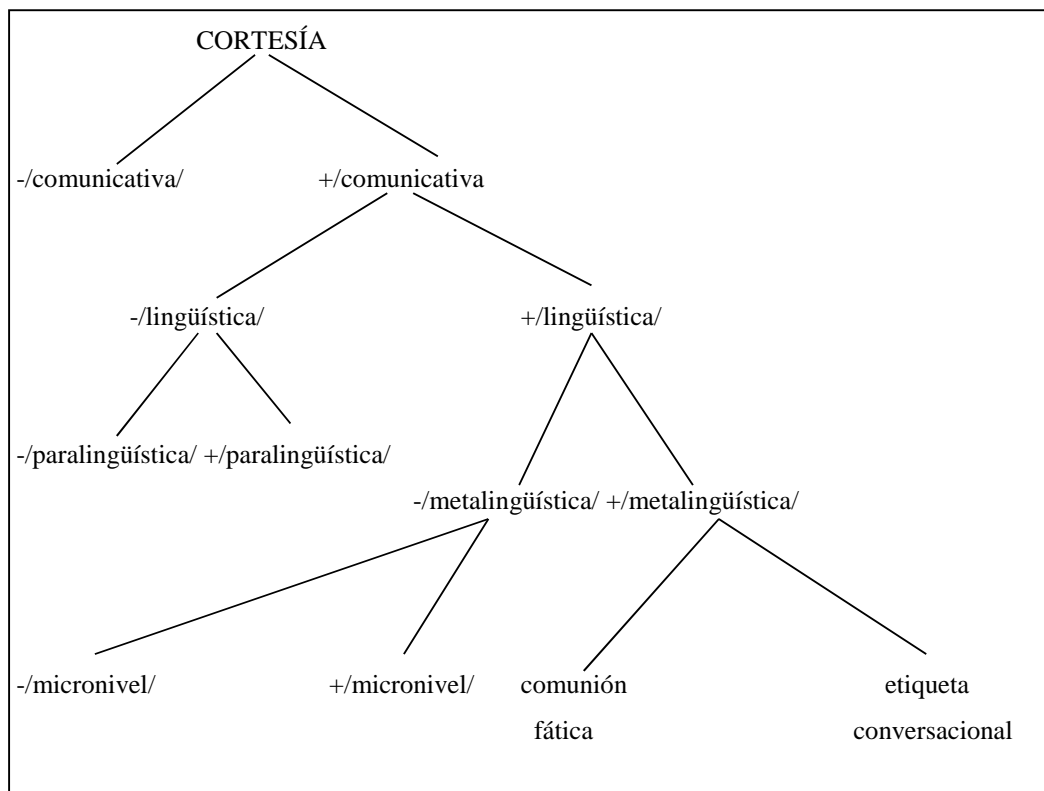 CORTESÍA
-/comunicativa/ +/comunicativa
-/lingüística/ +/lingüística/
-/paralingüística/ +/paralingüística/
-/metalingüística/ +/metalingüística/
-/micronivel/ +/micronivel/ comunión etiqueta
fática conversacional